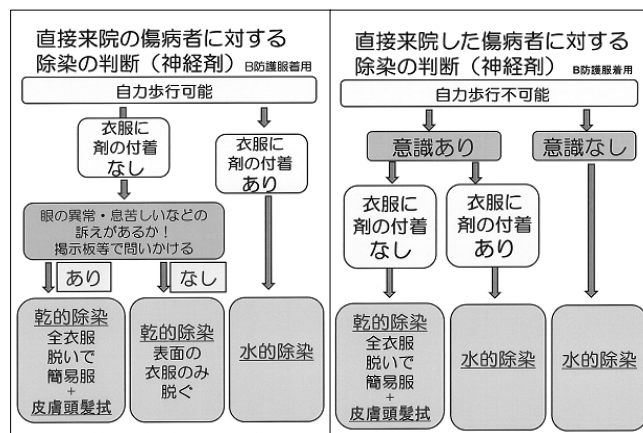 直接来院の傷病者に対する
除染の判断（神経剤）B防護服着用
自力歩行可能
衣服に
剤の付着
なし
衣服に
剤の付着
あり
眼の異常・息苦しいなどの
訴えがあるか！
掲示板等で問いかける
あり
なし
乾的除染
全衣服
脱いで
簡易服
+
皮膚頭髪拭
乾的除染
表面の
衣服のみ
脱ぐ
水的除染
直接来院した傷病者に対する
除染の判断（神経剤）B防護服着用
自力歩行不可能
意識あり
意識なし
衣服に
剤の付着
なし
衣服に
剤の付着
あり
乾的除染
全衣服
脱いで
簡易服
+
皮膚頭髪拭
水的除染
水的除染